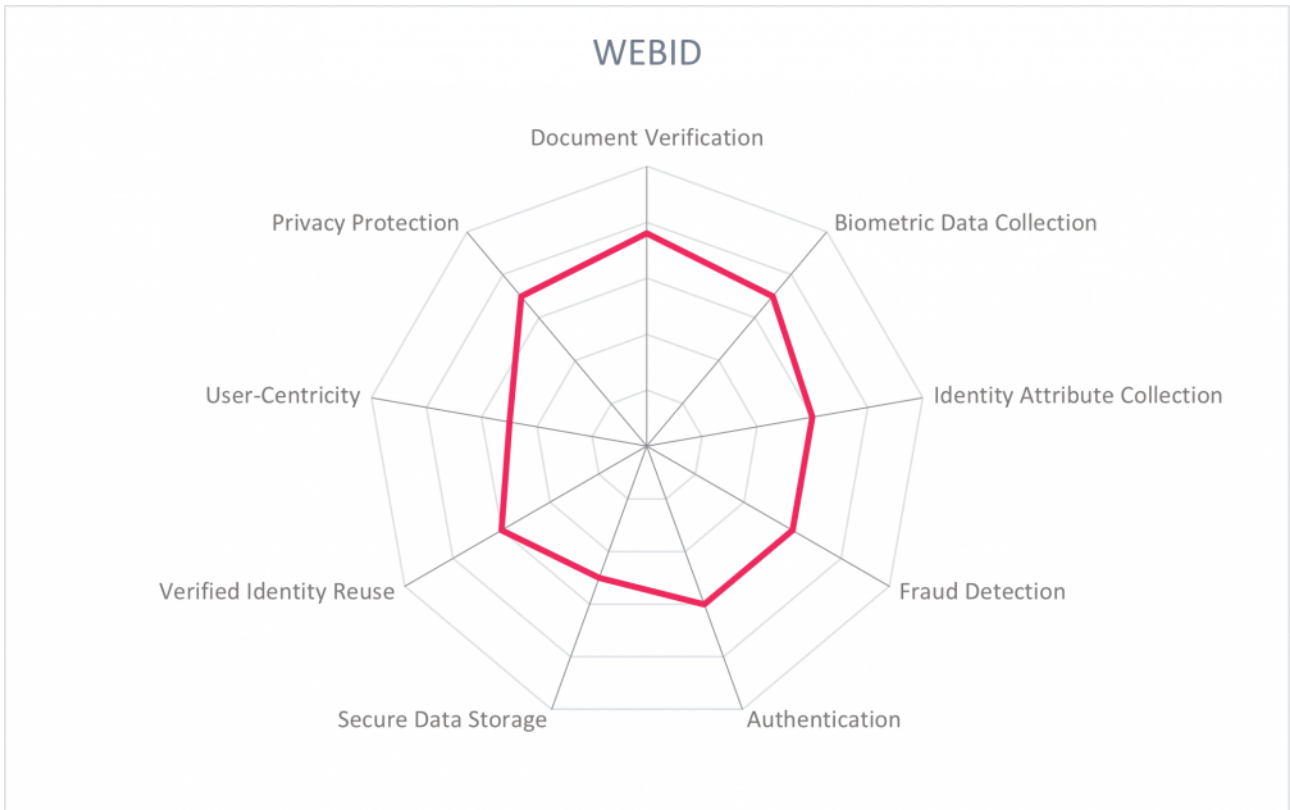 WEBID
Document Verification
Privacy Protection
Biometric Data Collection
User-Centricity
Identity Attribute Collection
Verified Identity Reuse
Fraud Detection
Secure Data Storage
Authentication